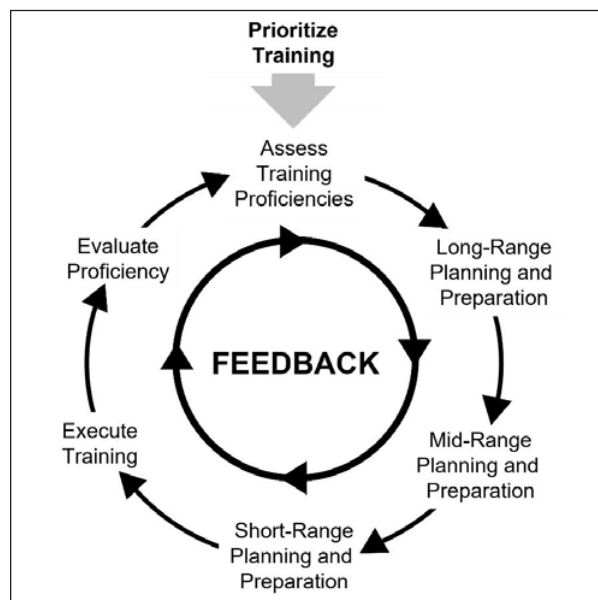 Prioritize
Training
Assess
Training
Proficiencies
Long-Range
Planning and
Preparation
Mid-Range
Planning and
Preparation
Short-Range
Planning and
Preparation
Execute
Training
Evaluate
Proficiency
FEEDBACK